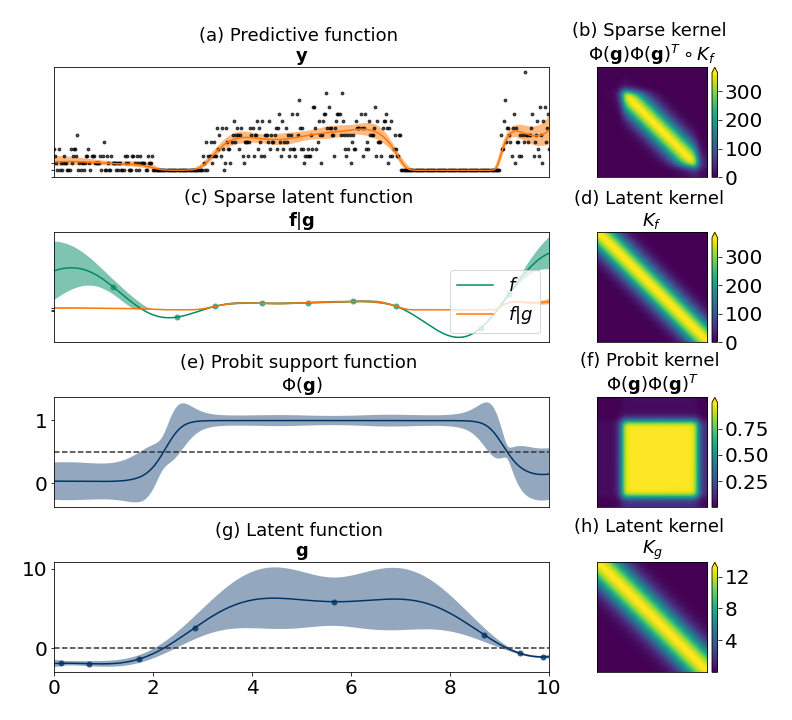 (a) Predictive function
y
(b) Sparse kernel
Φ(g)Φ(g)ᵀ ∘ K_f
300
200
100
0
(c) Sparse latent function
f|g
f
f|g
(d) Latent kernel
K_f
300
200
100
0
(e) Probit support function
Φ(g)
1
0
(f) Probit kernel
Φ(g)Φ(g)ᵀ
0.75
0.50
0.25
(g) Latent function
g
10
0
0 2 4 6 8 10
(h) Latent kernel
K_g
12
8
4